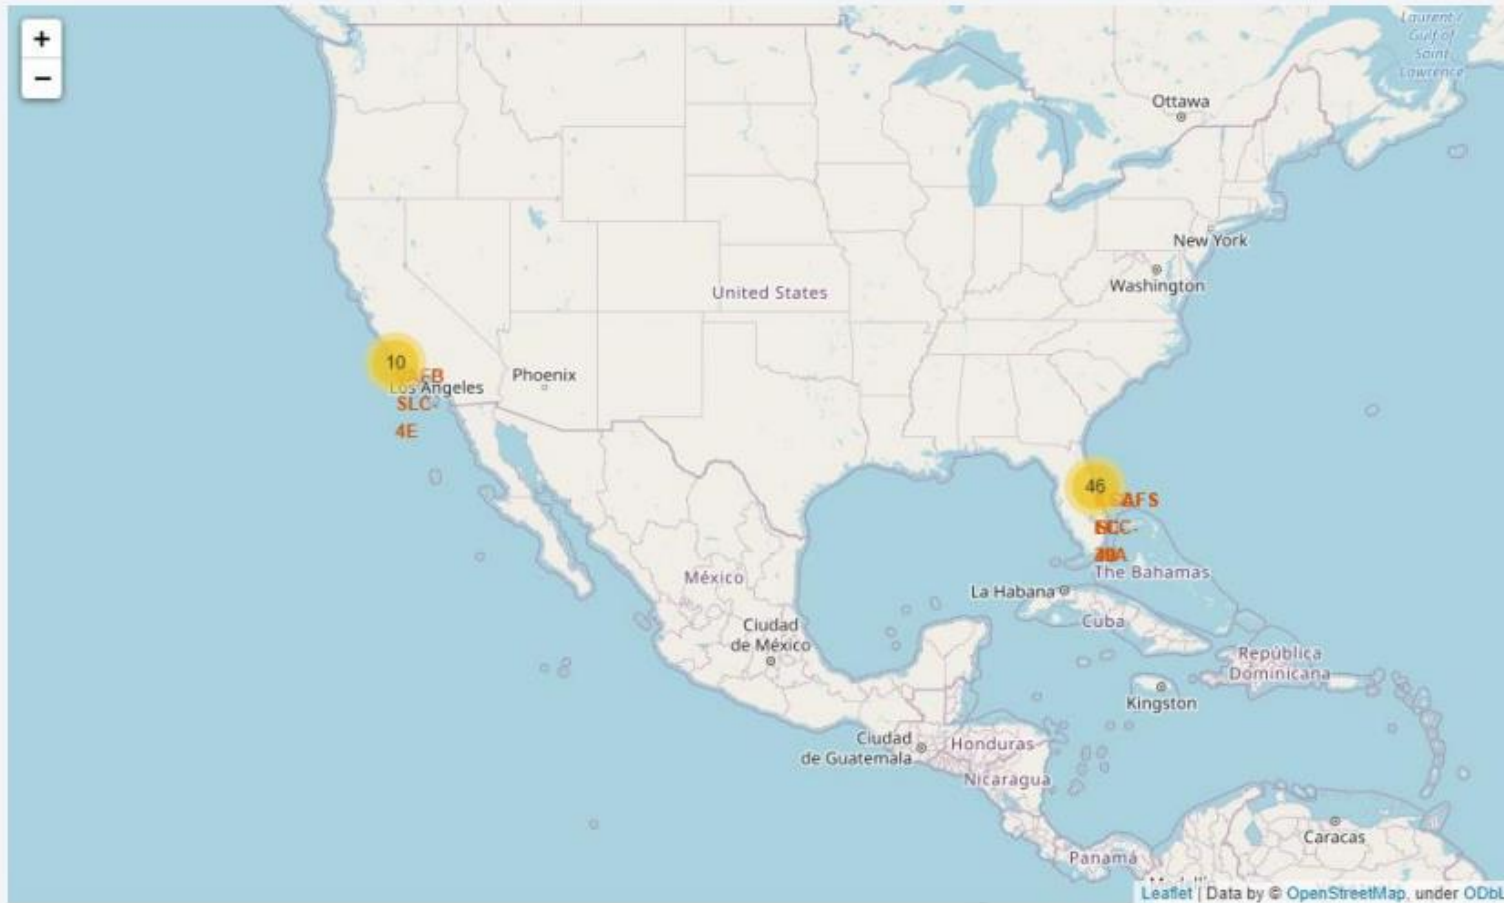 +
−
Laurent /
Gulf of
Saint
Lawrence
Ottawa
New York
Washington
United States
10
Los Angeles
SLC-
4E
Phoenix
46
The Bahamas
México
La Habana
Cuba
Ciudad
de México
República
Dominicana
Kingston
Ciudad
de Guatemala
Honduras
Nicaragua
Caracas
Panamá
Leaflet | Data by © OpenStreetMap, under ODbL